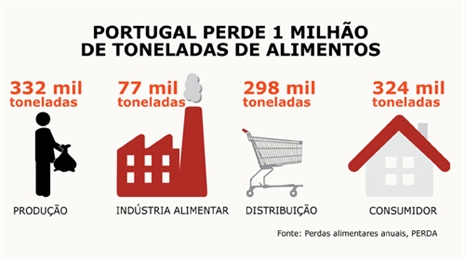 PORTUGAL PERDE 1 MILHÃO
DE TONELADAS DE ALIMENTOS
332 mil
toneladas
77 mil
toneladas
298 mil
toneladas
324 mil
toneladas
PRODUÇÃO
INDÚSTRIA ALIMENTAR
DISTRIBUIÇÃO
CONSUMIDOR
Fonte: Perdas alimentares anuais, PERDA